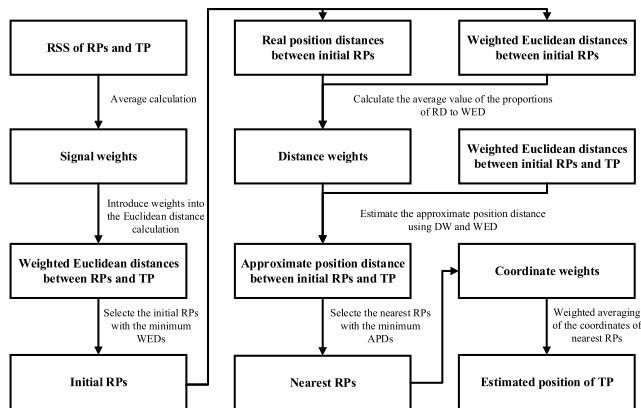 RSS of RPs and TP
Average calculation
Signal weights
Introduce weights into
the Euclidean distance
calculation
Weighted Euclidean distances
between RPs and TP
Selecte the initial RPs
with the minimum
WEDs
Initial RPs
Real position distances
between initial RPs
Weighted Euclidean distances
between initial RPs
Calculate the average value of the proportions
of RD to WED
Distance weights
Weighted Euclidean distances
between initial RPs and TP
Estimate the approximate position distance
using DW and WED
Approximate position distance
between initial RPs and TP
Selecte the nearest RPs
with the minimum
APDs
Nearest RPs
Coordinate weights
Weighted averaging
of the coordinates of
nearest RPs
Estimated position of TP